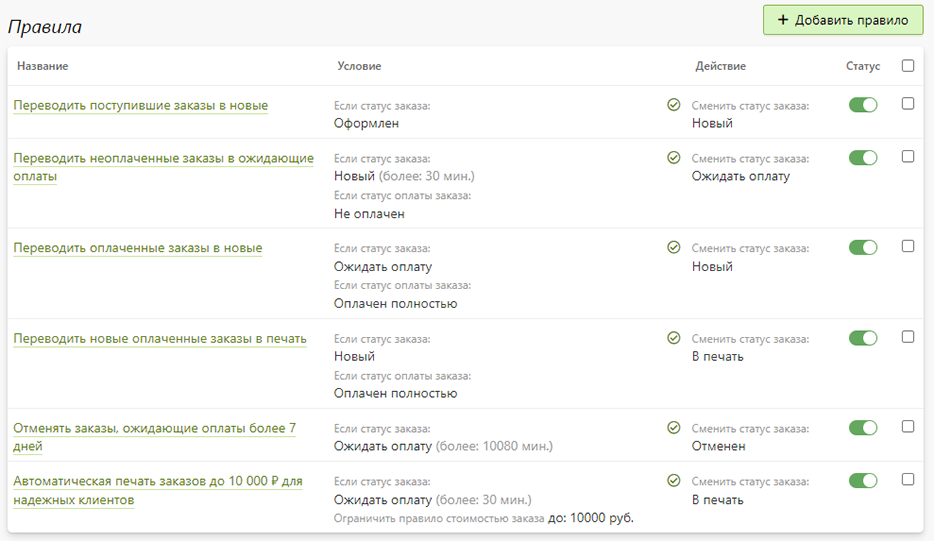 Правила
+ Добавить правило
Название Условие Действие Статус
Переводить поступившие заказы в новые
Если статус заказа:
Оформлен
Сменить статус заказа:
Новый
Переводить неоплаченные заказы в ожидающие
оплаты
Если статус заказа:
Новый (более: 30 мин.)
Если статус оплаты заказа:
Не оплачен
Сменить статус заказа:
Ожидать оплату
Переводить оплаченные заказы в новые
Если статус заказа:
Ожидать оплату
Если статус оплаты заказа:
Оплачен полностью
Сменить статус заказа:
Новый
Переводить новые оплаченные заказы в печать
Если статус заказа:
Новый
Если статус оплаты заказа:
Оплачен полностью
Сменить статус заказа:
В печать
Отменять заказы, ожидающие оплаты более 7
дней
Если статус заказа:
Ожидать оплату (более: 10080 мин.)
Сменить статус заказа:
Отменен
Автоматическая печать заказов до 10 000 ₽ для
надежных клиентов
Если статус заказа:
Ожидать оплату (более: 30 мин.)
Ограничить правило стоимостью заказа до: 10000 руб.
Сменить статус заказа:
В печать